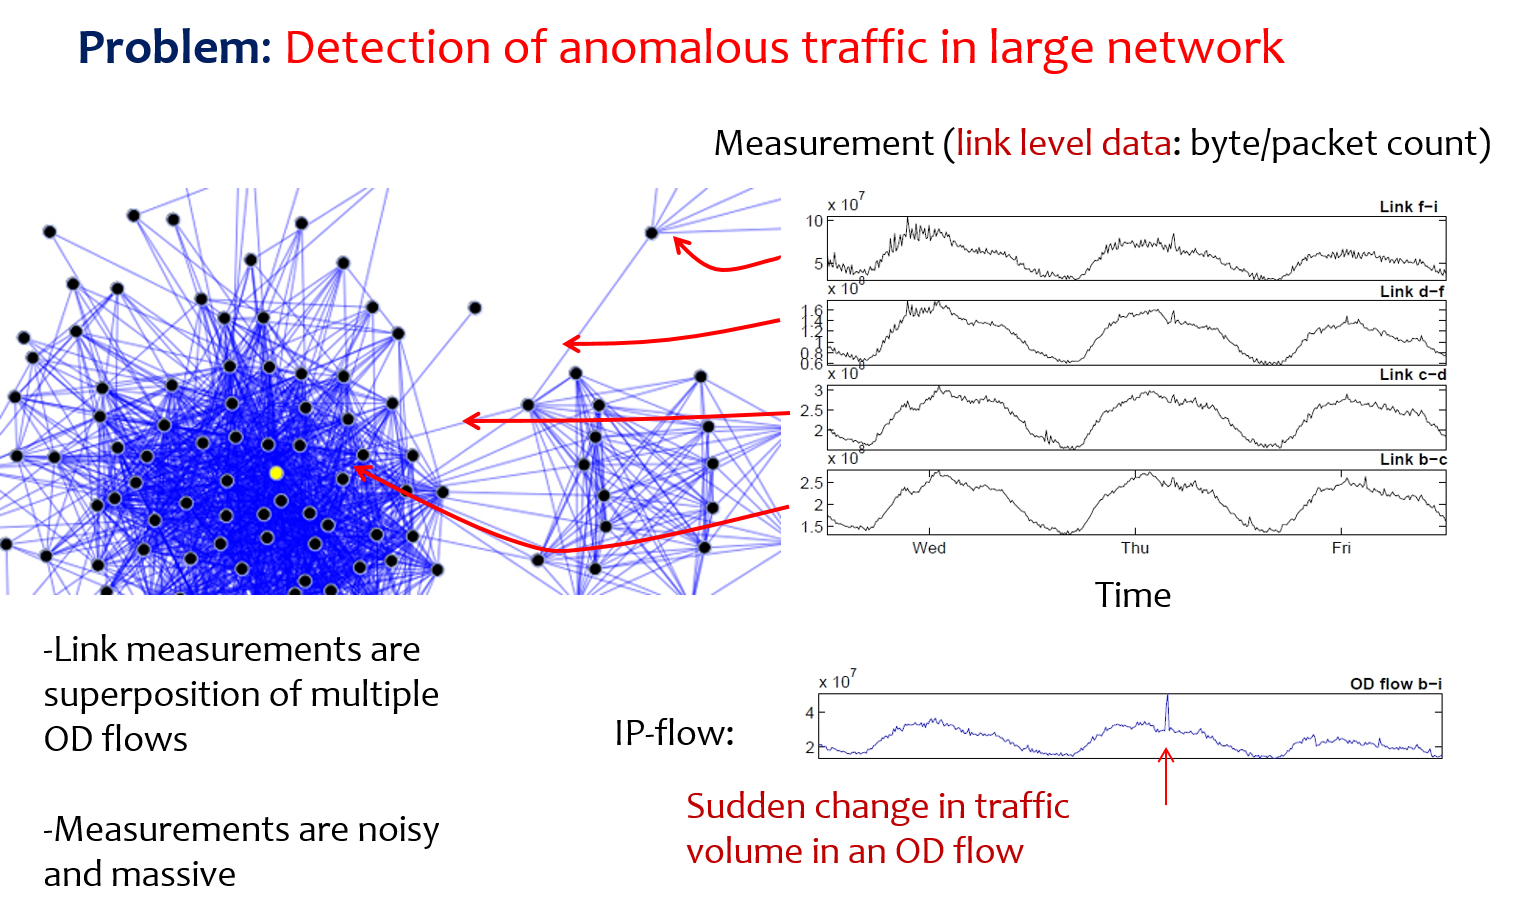 Problem: Detection of anomalous traffic in large network
Measurement (link level data: byte/packet count)
x 10^7
Link f-i
10
5
x 10^8
Link d-f
1.6
1.4
1.2
1
0.8
0.6
x 10^8
Link c-d
3
2.5
2
x 10^8
Link b-c
2.5
2
1.5
Wed Thu Fri
Time
-Link measurements are
superposition of multiple
OD flows
-Measurements are noisy
and massive
x 10^7
OD flow b-i
4
2
IP-flow:
Sudden change in traffic
volume in an OD flow